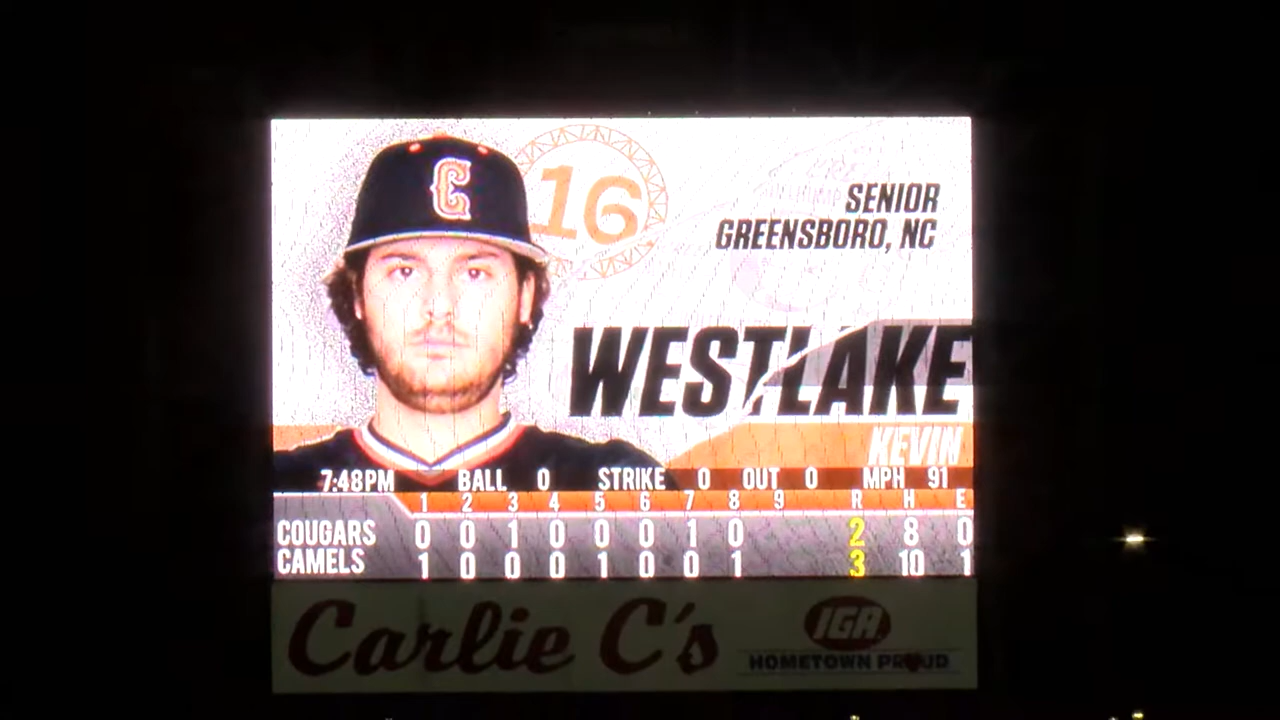 C
16
SENIOR
GREENSBORO, NC
WESTLAKE
KEVIN
7:48PM BALL 0 STRIKE 0 OUT 0 MPH 91
1 2 3 4 5 6 7 8 9 R H E
COUGARS 0 0 1 0 0 0 1 0 2 8 0
CAMELS 1 0 0 0 1 0 0 1 3 10 1
Carlie C's
IGA
HOMETOWN PROUD